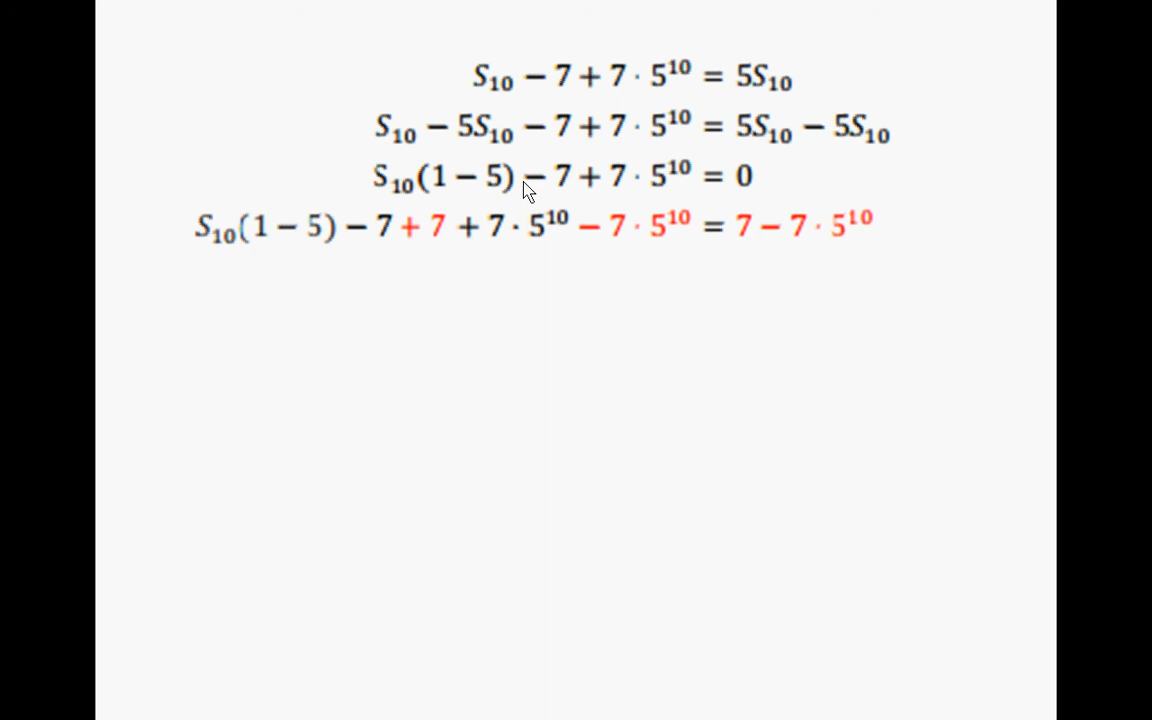 S₁₀ − 7 + 7 · 5¹⁰ = 5S₁₀
S₁₀ − 5S₁₀ − 7 + 7 · 5¹⁰ = 5S₁₀ − 5S₁₀
S₁₀(1 − 5) − 7 + 7 · 5¹⁰ = 0
S₁₀(1 − 5) − 7 + 7 + 7 · 5¹⁰ − 7 · 5¹⁰ = 7 − 7 · 5¹⁰